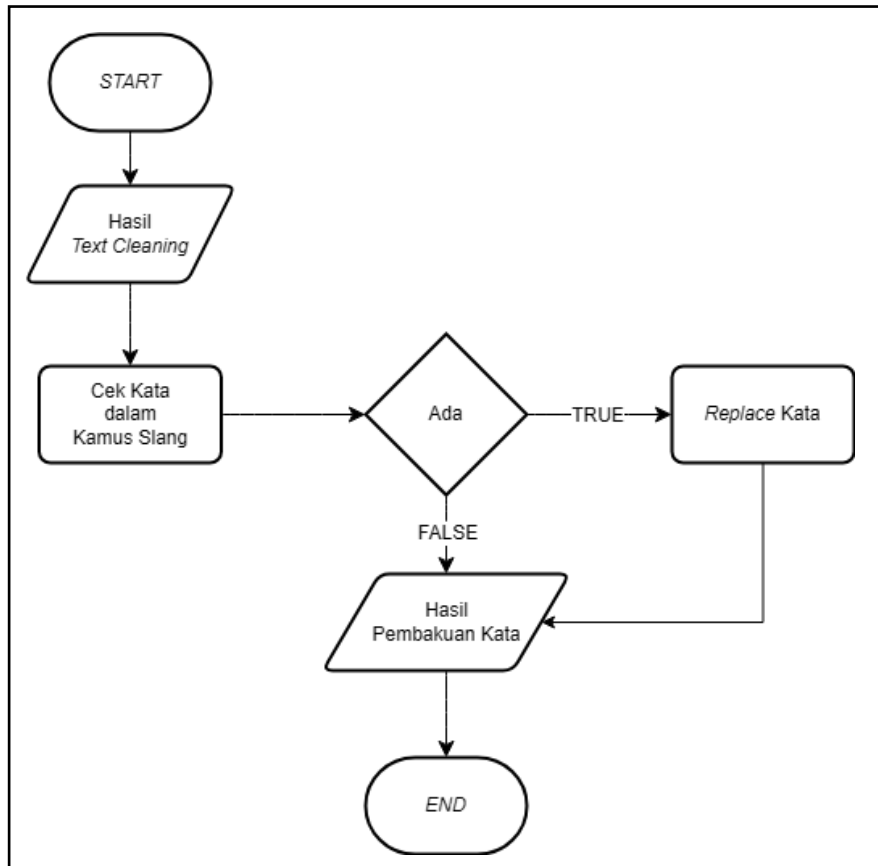 START
Hasil
Text Cleaning
Cek Kata
dalam
Kamus Slang
Ada
TRUE
Replace Kata
FALSE
Hasil
Pembakuan Kata
END